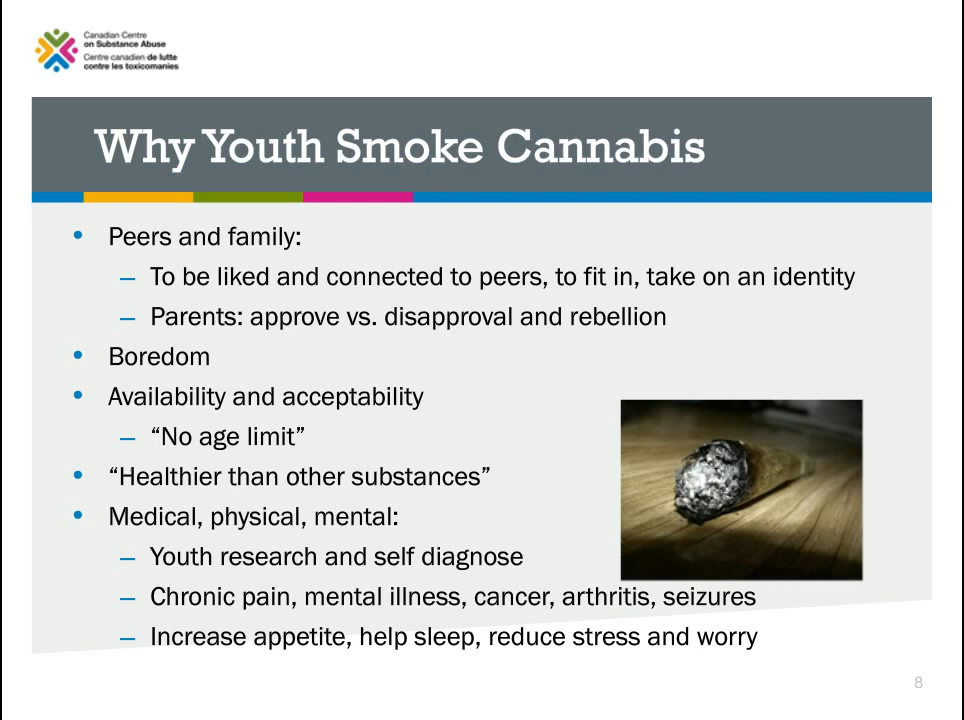 Canadian Centre
on Substance Abuse
Centre canadien de lutte
contre les toxicomanies
Why Youth Smoke Cannabis
• Peers and family:
– To be liked and connected to peers, to fit in, take on an identity
– Parents: approve vs. disapproval and rebellion
• Boredom
• Availability and acceptability
– “No age limit”
• “Healthier than other substances”
• Medical, physical, mental:
– Youth research and self diagnose
– Chronic pain, mental illness, cancer, arthritis, seizures
– Increase appetite, help sleep, reduce stress and worry
8